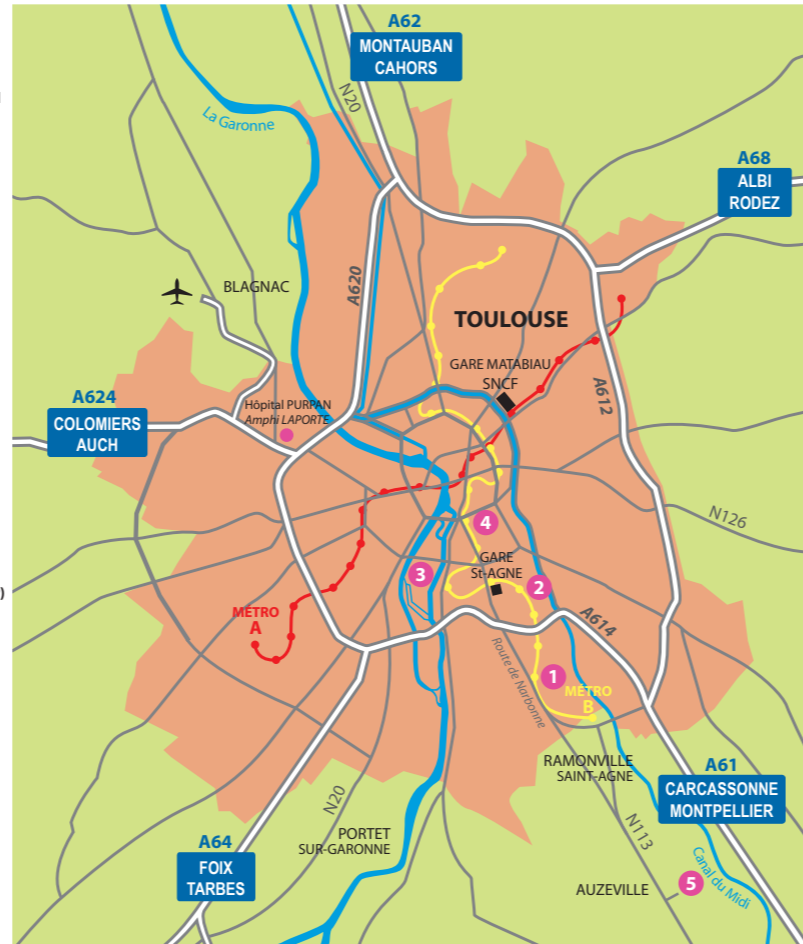 A62
MONTAUBAN
CAHORS
N20
La Garonne
A68
ALBI
RODEZ
A620
BLAGNAC
TOULOUSE
GARE MATABIAU
SNCF
A612
A624
COLOMIERS
AUCH
Hôpital PURPAN
Amphi LAPORTE
N126
4
GARE
St-AGNE
3
2
)
MÉTRO
A
A614
Route de Narbonne
1
MÉTRO
B
RAMONVILLE
SAINT-AGNE
A61
CARCASSONNE
MONTPELLIER
N20
PORTET
SUR-GARONNE
N113
A64
FOIX
TARBES
Canal du Midi
AUZEVILLE
5